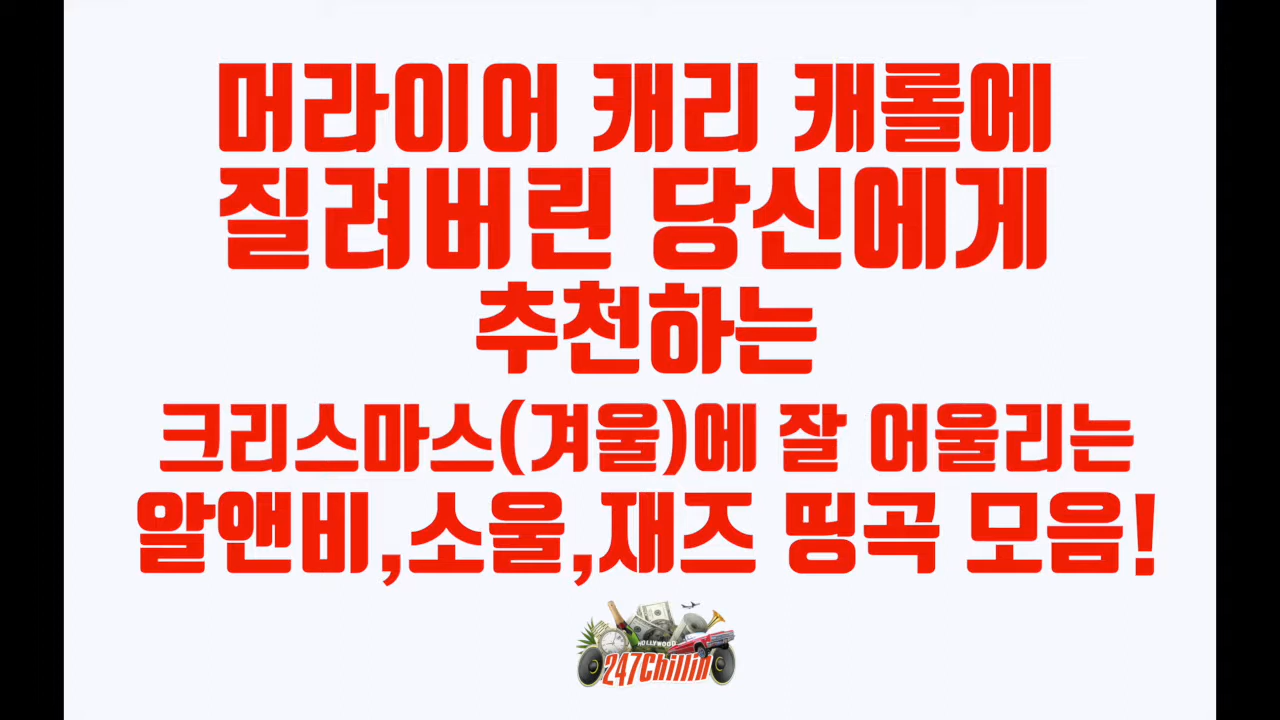 머라이어 캐리 캐롤에
질려버린 당신에게
추천하는
크리스마스(겨울)에 잘 어울리는
알앤비,소울,재즈 띵곡 모음!
HOLLYWOOD
247Chillin